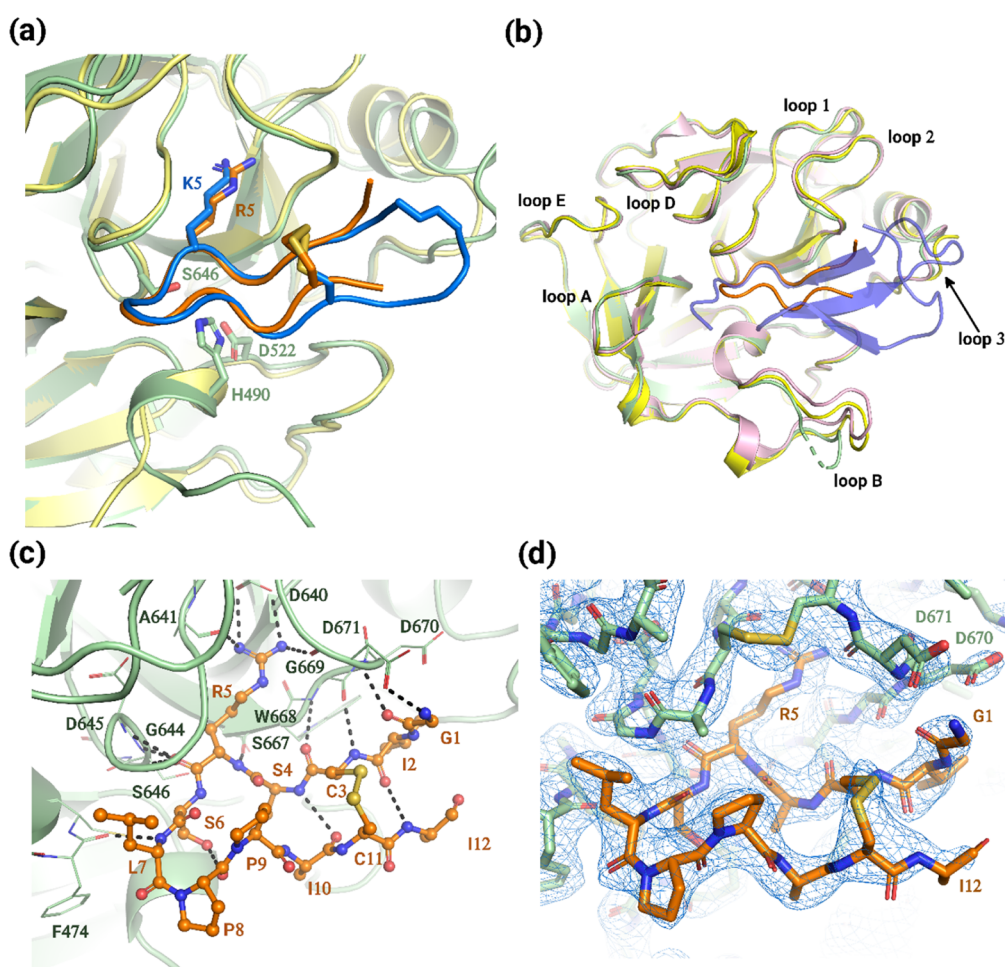 (a)
K5
R5
S646
D522
H490
(b)
loop 1
loop 2
loop E
loop D
loop A
loop 3
loop B
(c)
A641
D640
D671
D670
G669
R5
W668
D645
G644
S667
G1
S646
S4
C3
I2
S6
L7
P9
C11
I12
I10
P8
F474
(d)
D671
D670
R5
G1
I12